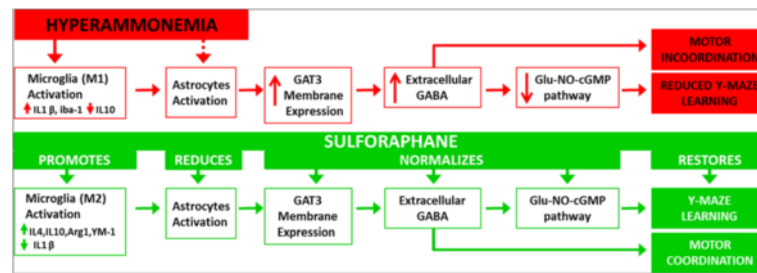 HYPERAMMONEMIA
Microglia (M1)
Activation
IL1 β, iba-1 IL10
Astrocytes
Activation
GAT3
Membrane
Expression
Extracellular
GABA
Glu-NO-cGMP
pathway
MOTOR
INCOORDINATION
REDUCED Y-MAZE
LEARNING
SULFORAPHANE
PROMOTES
REDUCES
NORMALIZES
RESTORES
Microglia (M2)
Activation
IL4,IL10,Arg1,YM-1
IL1 β
Astrocytes
Activation
GAT3
Membrane
Expression
Extracellular
GABA
Glu-NO-cGMP
pathway
Y-MAZE
LEARNING
MOTOR
COORDINATION